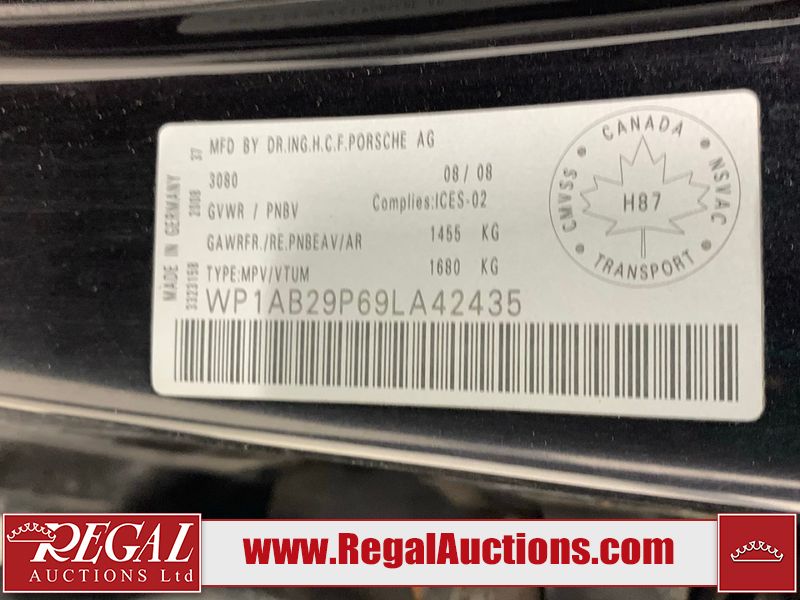 MFD BY DR.ING.H.C.F.PORSCHE AG
3080 08/08
GVWR / PNBV Complies:ICES-02
GAWRFR./RE.PNBEAV/AR 1455 KG
TYPE:MPV/VTUM 1680 KG
WP1AB29P69LA42435
MADE IN GERMANY
3323158 2008 37
CANADA
CMVSS H87 NSVAC
TRANSPORT
REGAL
AUCTIONS Ltd
www.RegalAuctions.com